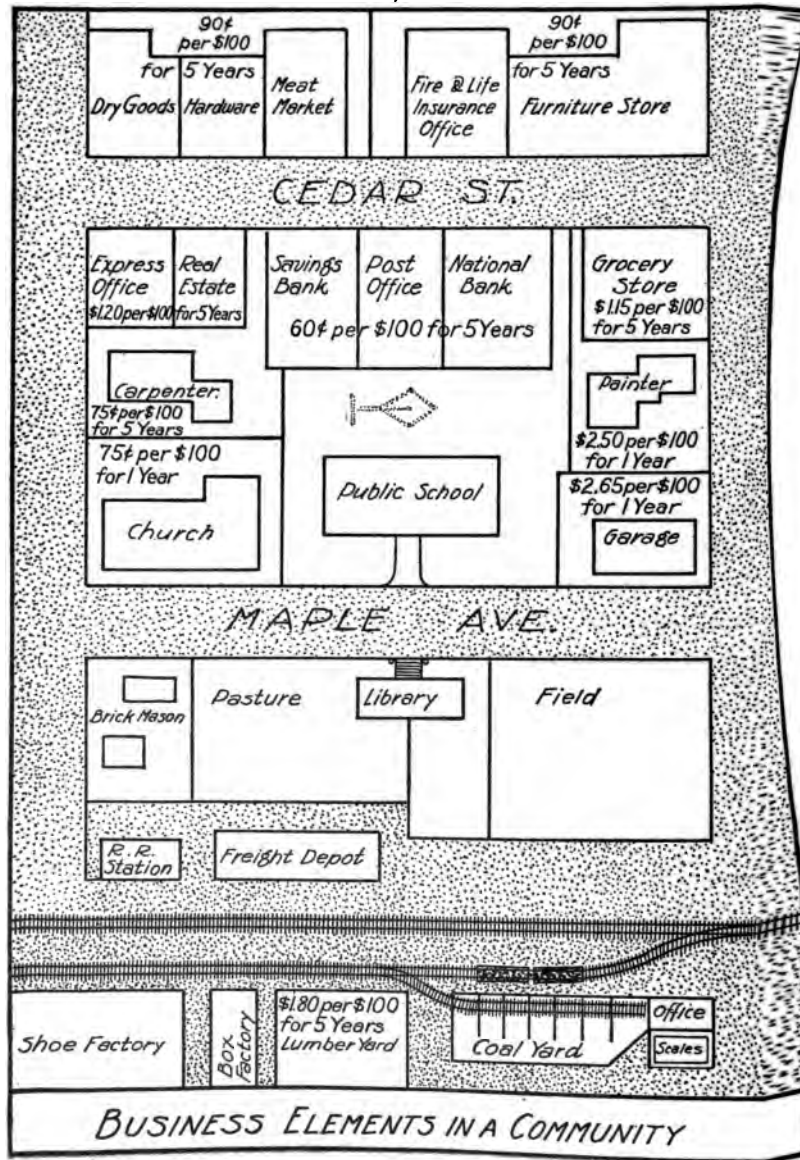 90¢
per $100
for 5 Years
Dry Goods
Hardware
Meat
Market
90¢
per $100
for 5 Years
Fire & Life
Insurance
Office
Furniture Store
CEDAR ST.
Express
Office
Real
Estate
$1.20 per $100 for 5 Years
Savings
Bank
Post
Office
National
Bank
60¢ per $100 for 5 Years
Grocery
Store
$1.15 per $100
for 5 Years
Carpenter.
75¢ per $100
for 5 Years
Painter
$2.50 per $100
for 1 Year
75¢ per $100
for 1 Year
Church
Public School
$2.65 per $100
for 1 Year
Garage
MAPLE AVE.
Brick Mason
Pasture
Library
Field
R.R.
Station
Freight Depot
Shoe Factory
Box
Factory
$1.80 per $100
for 5 Years
Lumber Yard
Coal Yard
Office
Scales
BUSINESS ELEMENTS IN A COMMUNITY